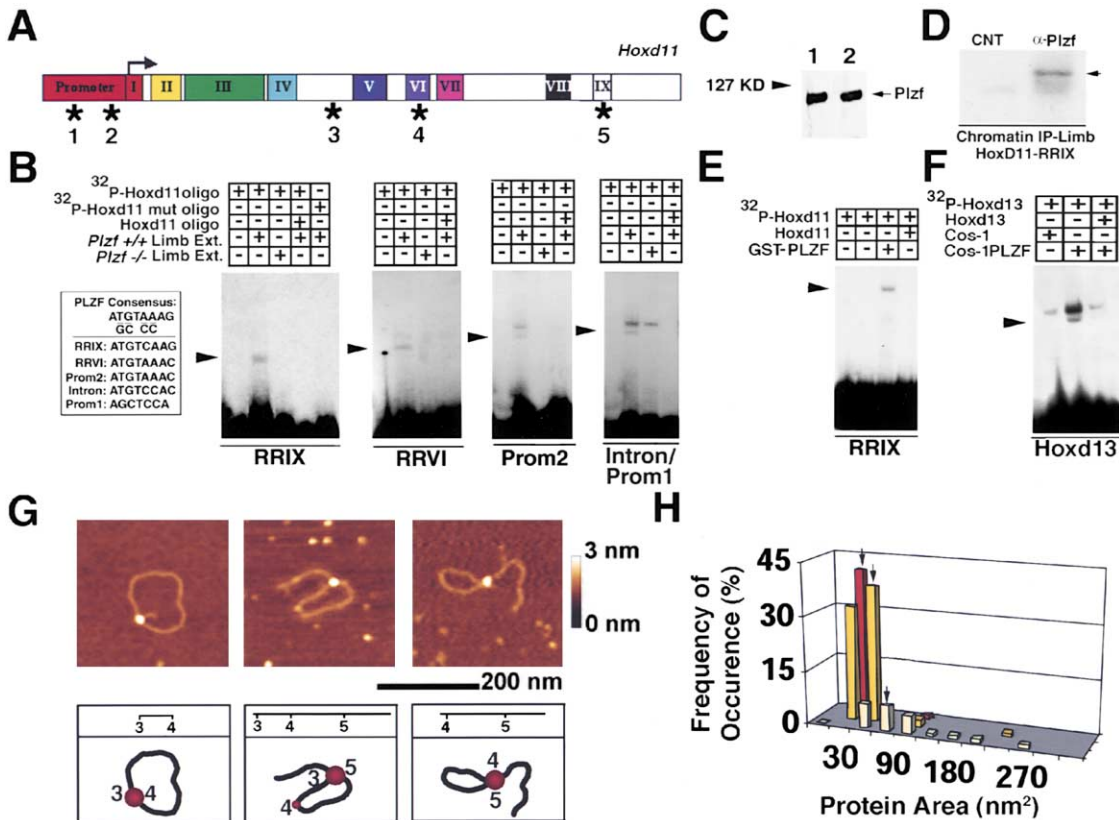 A
Hoxd11
Promoter I II III IV V VI VII VIII IX
* * * * *
1 2 3 4 5
B
32P-Hoxd11oligo + + + + -
32P-Hoxd11 mut oligo - - - - +
Hoxd11 oligo - - - + -
Plzf +/+ Limb Ext. - + - + +
Plzf -/- Limb Ext. - - + - -
+ + + +
- - - +
- + - +
- - + -
+ + + +
- - - +
- + - +
- - + -
+ + + +
- - - +
- + - +
- - + -
PLZF Consensus:
ATGTAAAG
GC CC
RRIX: ATGTCAAG
RRVI: ATGTAAAC
Prom2: ATGTAAAC
Intron: ATGTCCAC
Prom1: AGCTCCA
RRIX
RRVI
Prom2
Intron/
Prom1
C
1 2
127 KD
Plzf
D
CNT α-Plzf
Chromatin IP-Limb
HoxD11-RRIX
E
32P-Hoxd11 + + + +
Hoxd11 - - - +
GST-PLZF - - + -
RRIX
F
32P-Hoxd13 + + +
Hoxd13 - - +
Cos-1 + - -
Cos-1PLZF - + +
Hoxd13
G
3 nm
0 nm
200 nm
3 4
3 4 5
4 5
3 4
3 5
4
4
5
H
Frequency of
Occurence (%)
45
30
15
0
30 90 180 270
Protein Area (nm²)